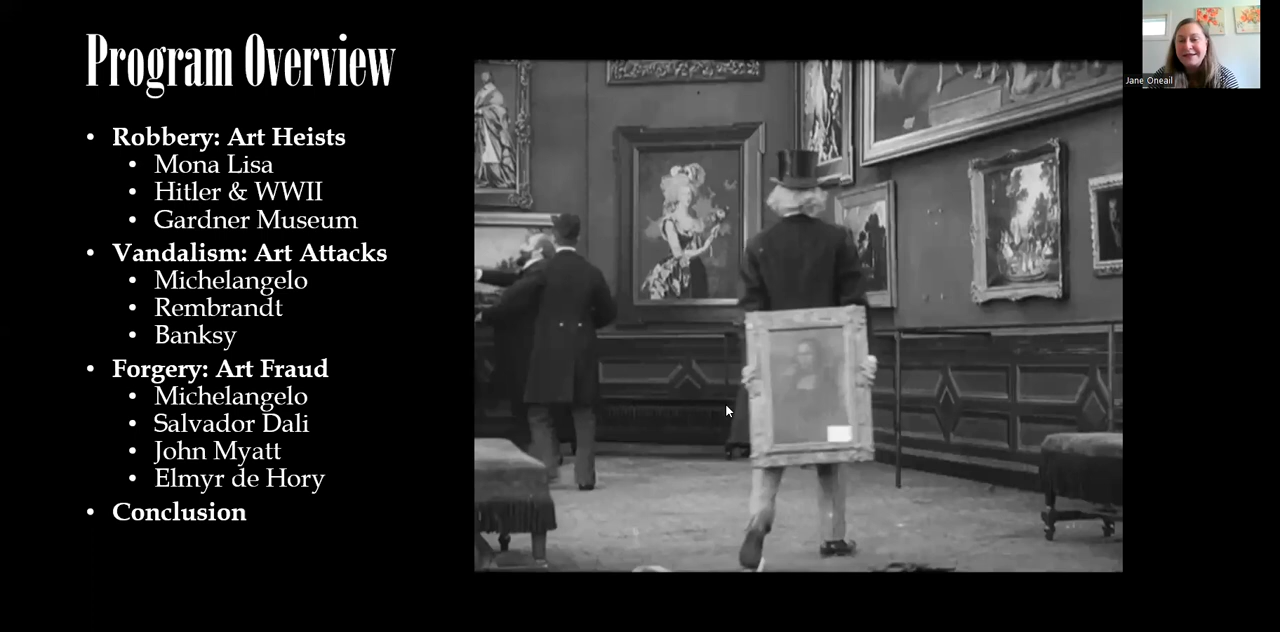 Program Overview
• Robbery: Art Heists
• Mona Lisa
• Hitler & WWII
• Gardner Museum
• Vandalism: Art Attacks
• Michelangelo
• Rembrandt
• Banksy
• Forgery: Art Fraud
• Michelangelo
• Salvador Dali
• John Myatt
• Elmyr de Hory
• Conclusion
Jane Oneail